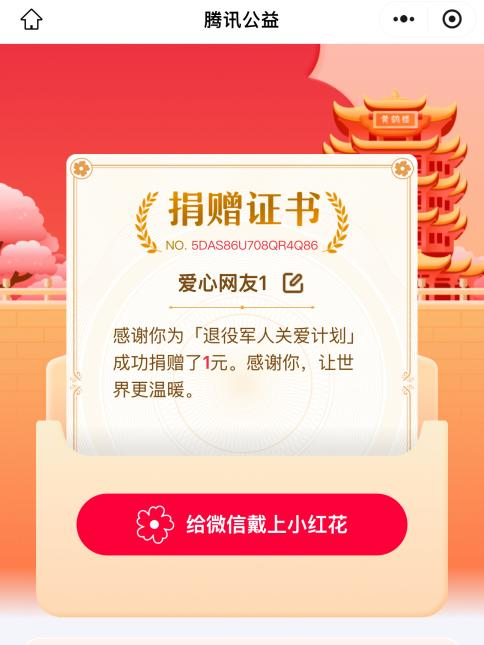 腾讯公益
黄鹤楼
捐赠证书
NO. 5DAS86U708QR4Q86
爱心网友1
感谢你为「退役军人关爱计划」
成功捐赠了1元。感谢你，让世
界更温暖。
给微信戴上小红花